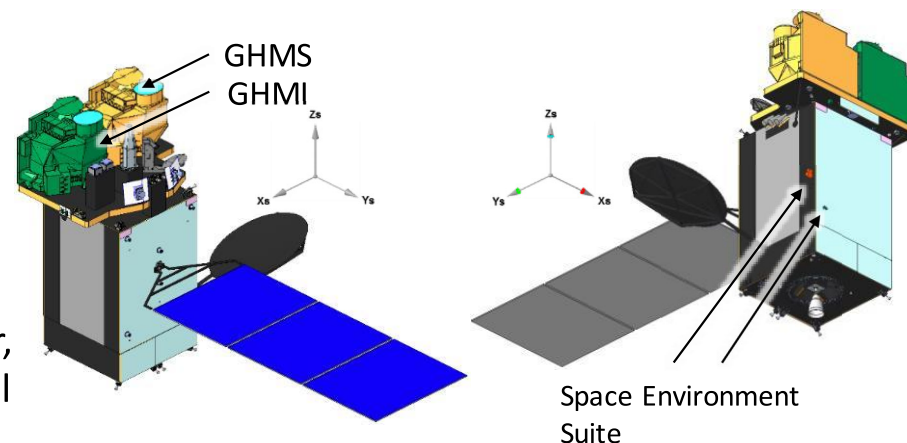 GHMS
GHMI
Zs
Xs
Ys
Zs
Ys
Xs
r,
l
Space Environment
Suite